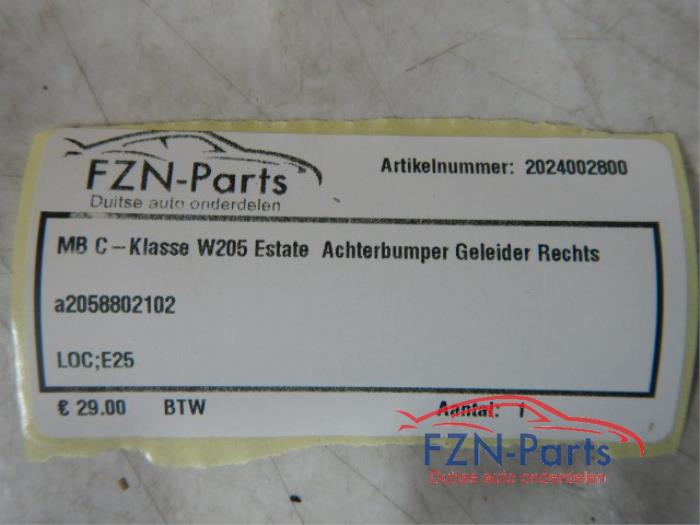 FZN-Parts
Duitse auto onderdelen
Artikelnummer: 2024002800
MB C-Klasse W205 Estate Achterbumper Geleider Rechts
a2058802102
LOC;E25
€ 29.00 BTW
Aantal: 1
FZN-Parts
Duitse auto onderdelen